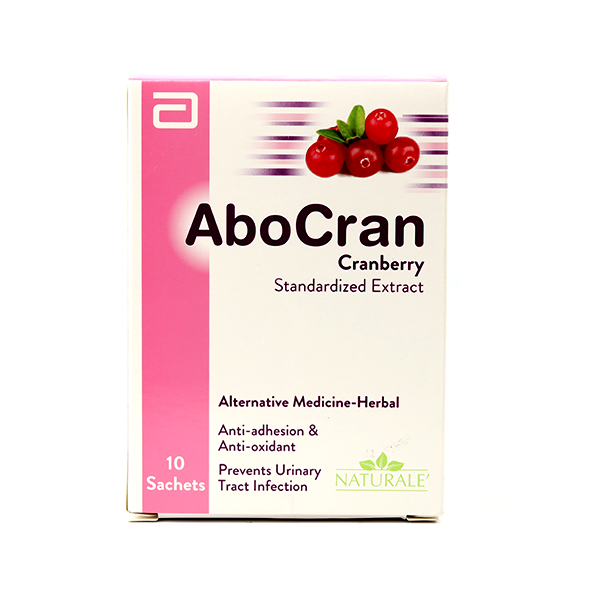 AboCran
Cranberry
Standardized Extract
Alternative Medicine-Herbal
Anti-adhesion &
Anti-oxidant
Prevents Urinary
Tract Infection
10
Sachets
NATURALE'